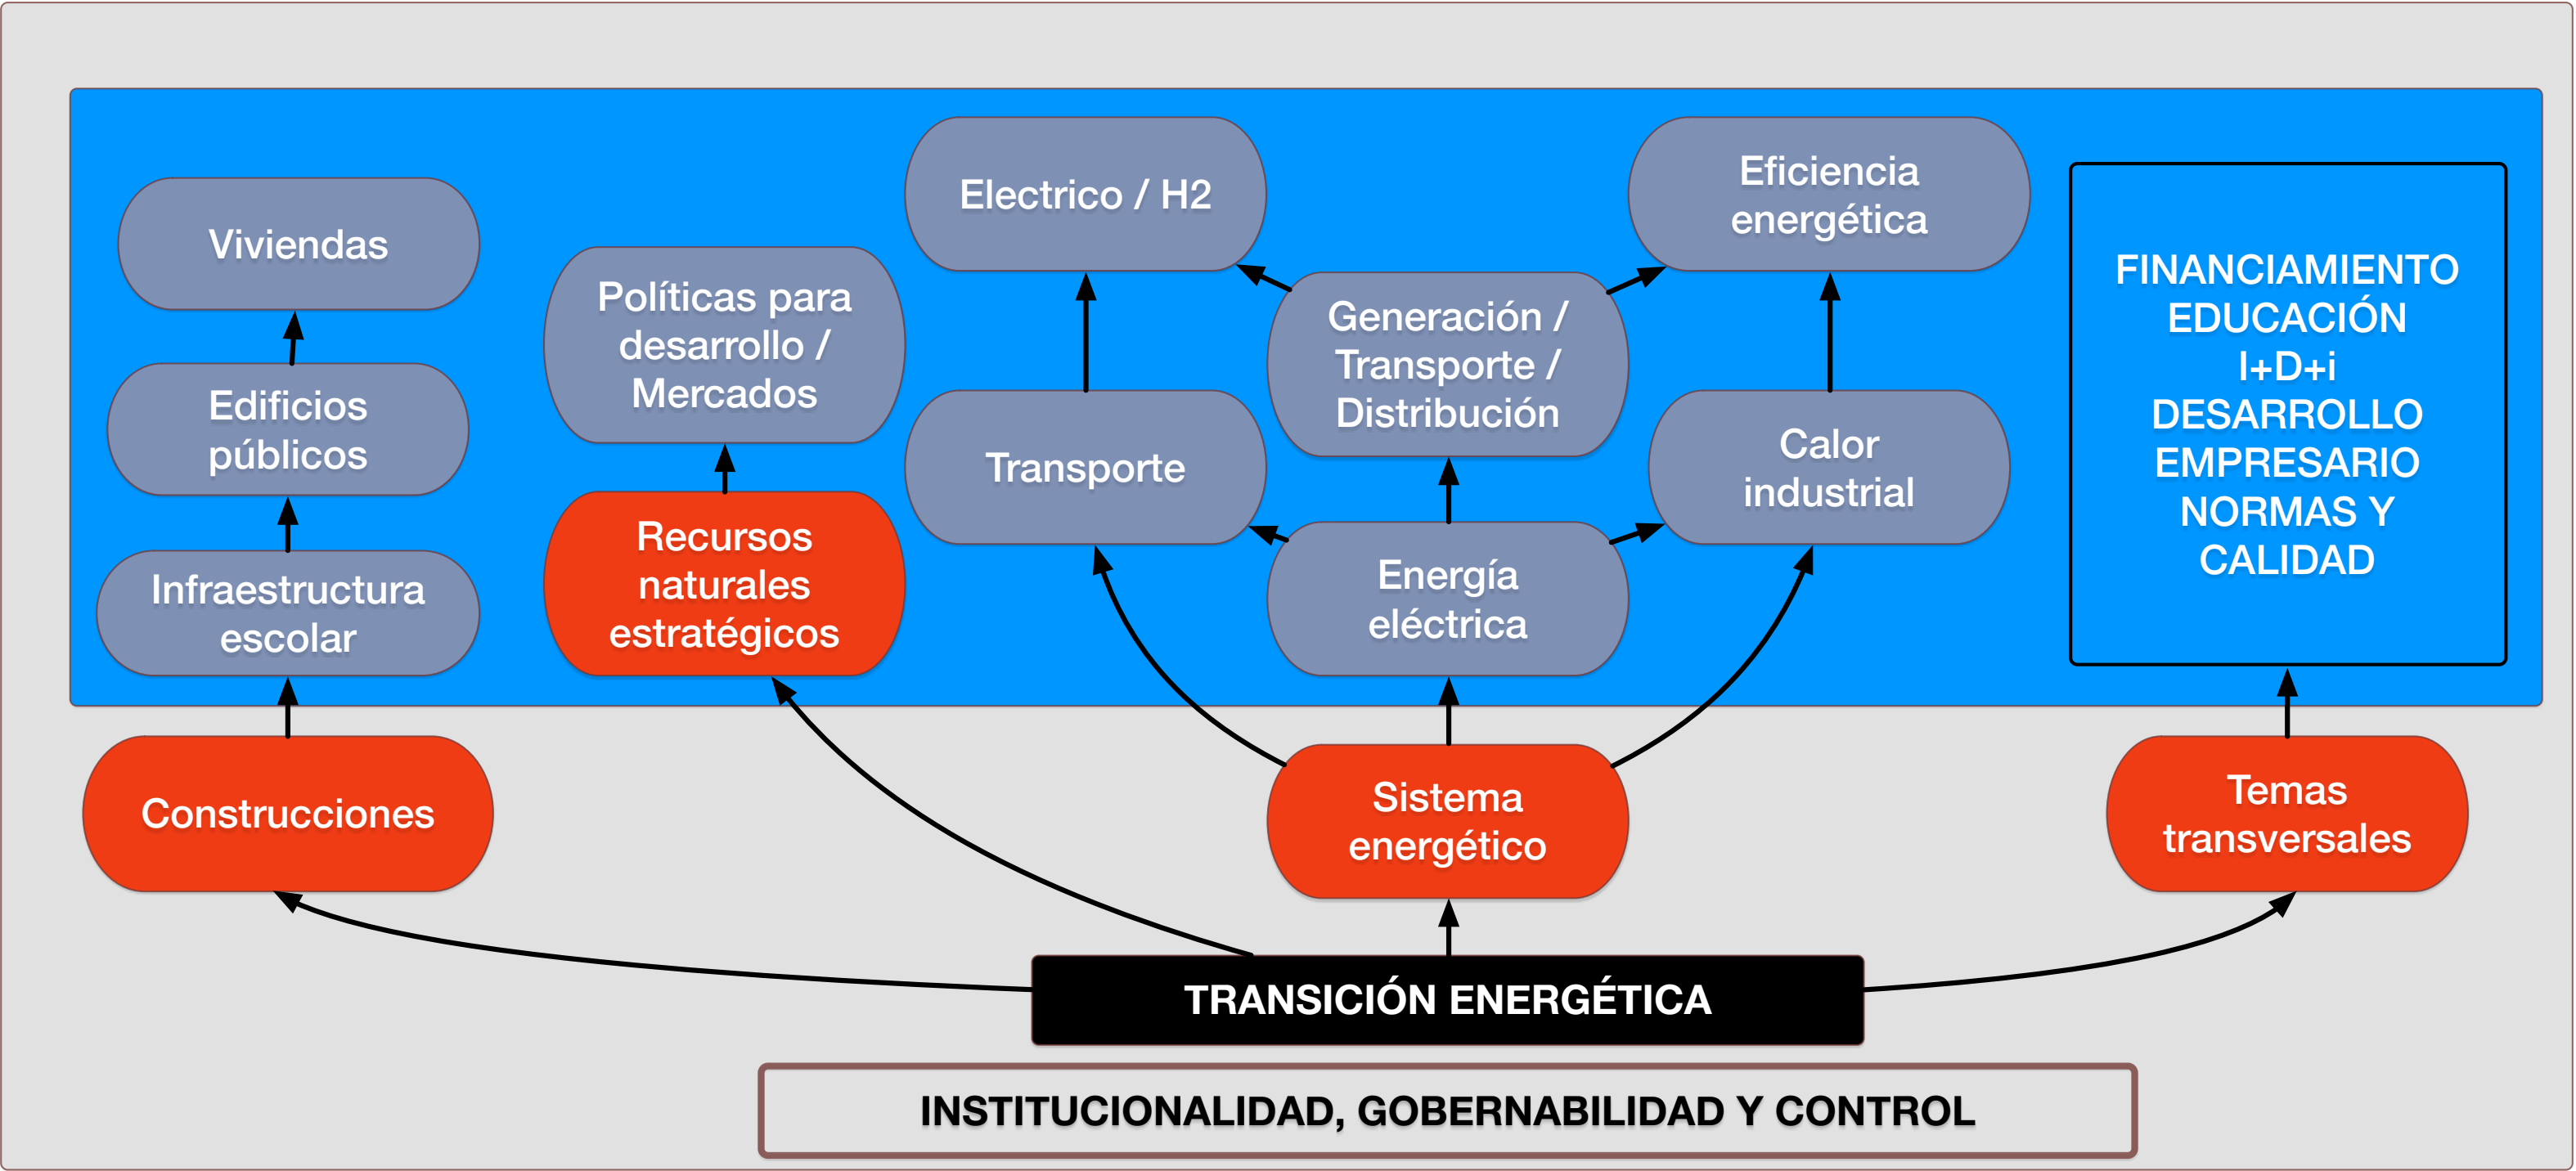 Viviendas
Edificios
públicos
Infraestructura
escolar
Construcciones
Políticas para
desarrollo /
Mercados
Recursos
naturales
estratégicos
Electrico / H2
Transporte
Generación /
Transporte /
Distribución
Energía
eléctrica
Sistema
energético
Eficiencia
energética
Calor
industrial
FINANCIAMIENTO
EDUCACIÓN
I+D+i
DESARROLLO
EMPRESARIO
NORMAS Y
CALIDAD
Temas
transversales
TRANSICIÓN ENERGÉTICA
INSTITUCIONALIDAD, GOBERNABILIDAD Y CONTROL